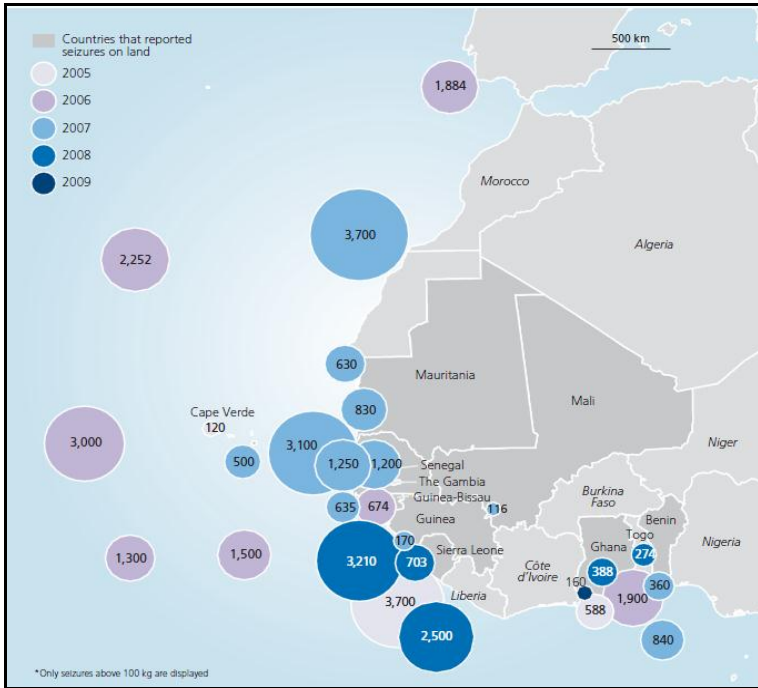 Countries that reported
seizures on land
2005
2006
2007
2008
2009
500 km
1,884
Morocco
3,700
Algeria
2,252
630
Mauritania
Mali
830
Cape Verde
120
3,000
3,100
500
1,250
1,200
Senegal
The Gambia
Guinea-Bissau
Niger
635
674
116
Guinea
Burkina
Faso
Benin
Togo
Nigeria
1,300
1,500
3,210
170
703
Sierra Leone
Côte
d'Ivoire
Ghana
274
388
160
360
3,700
Liberia
588
1,900
2,500
840
*Only seizures above 100 kg are displayed